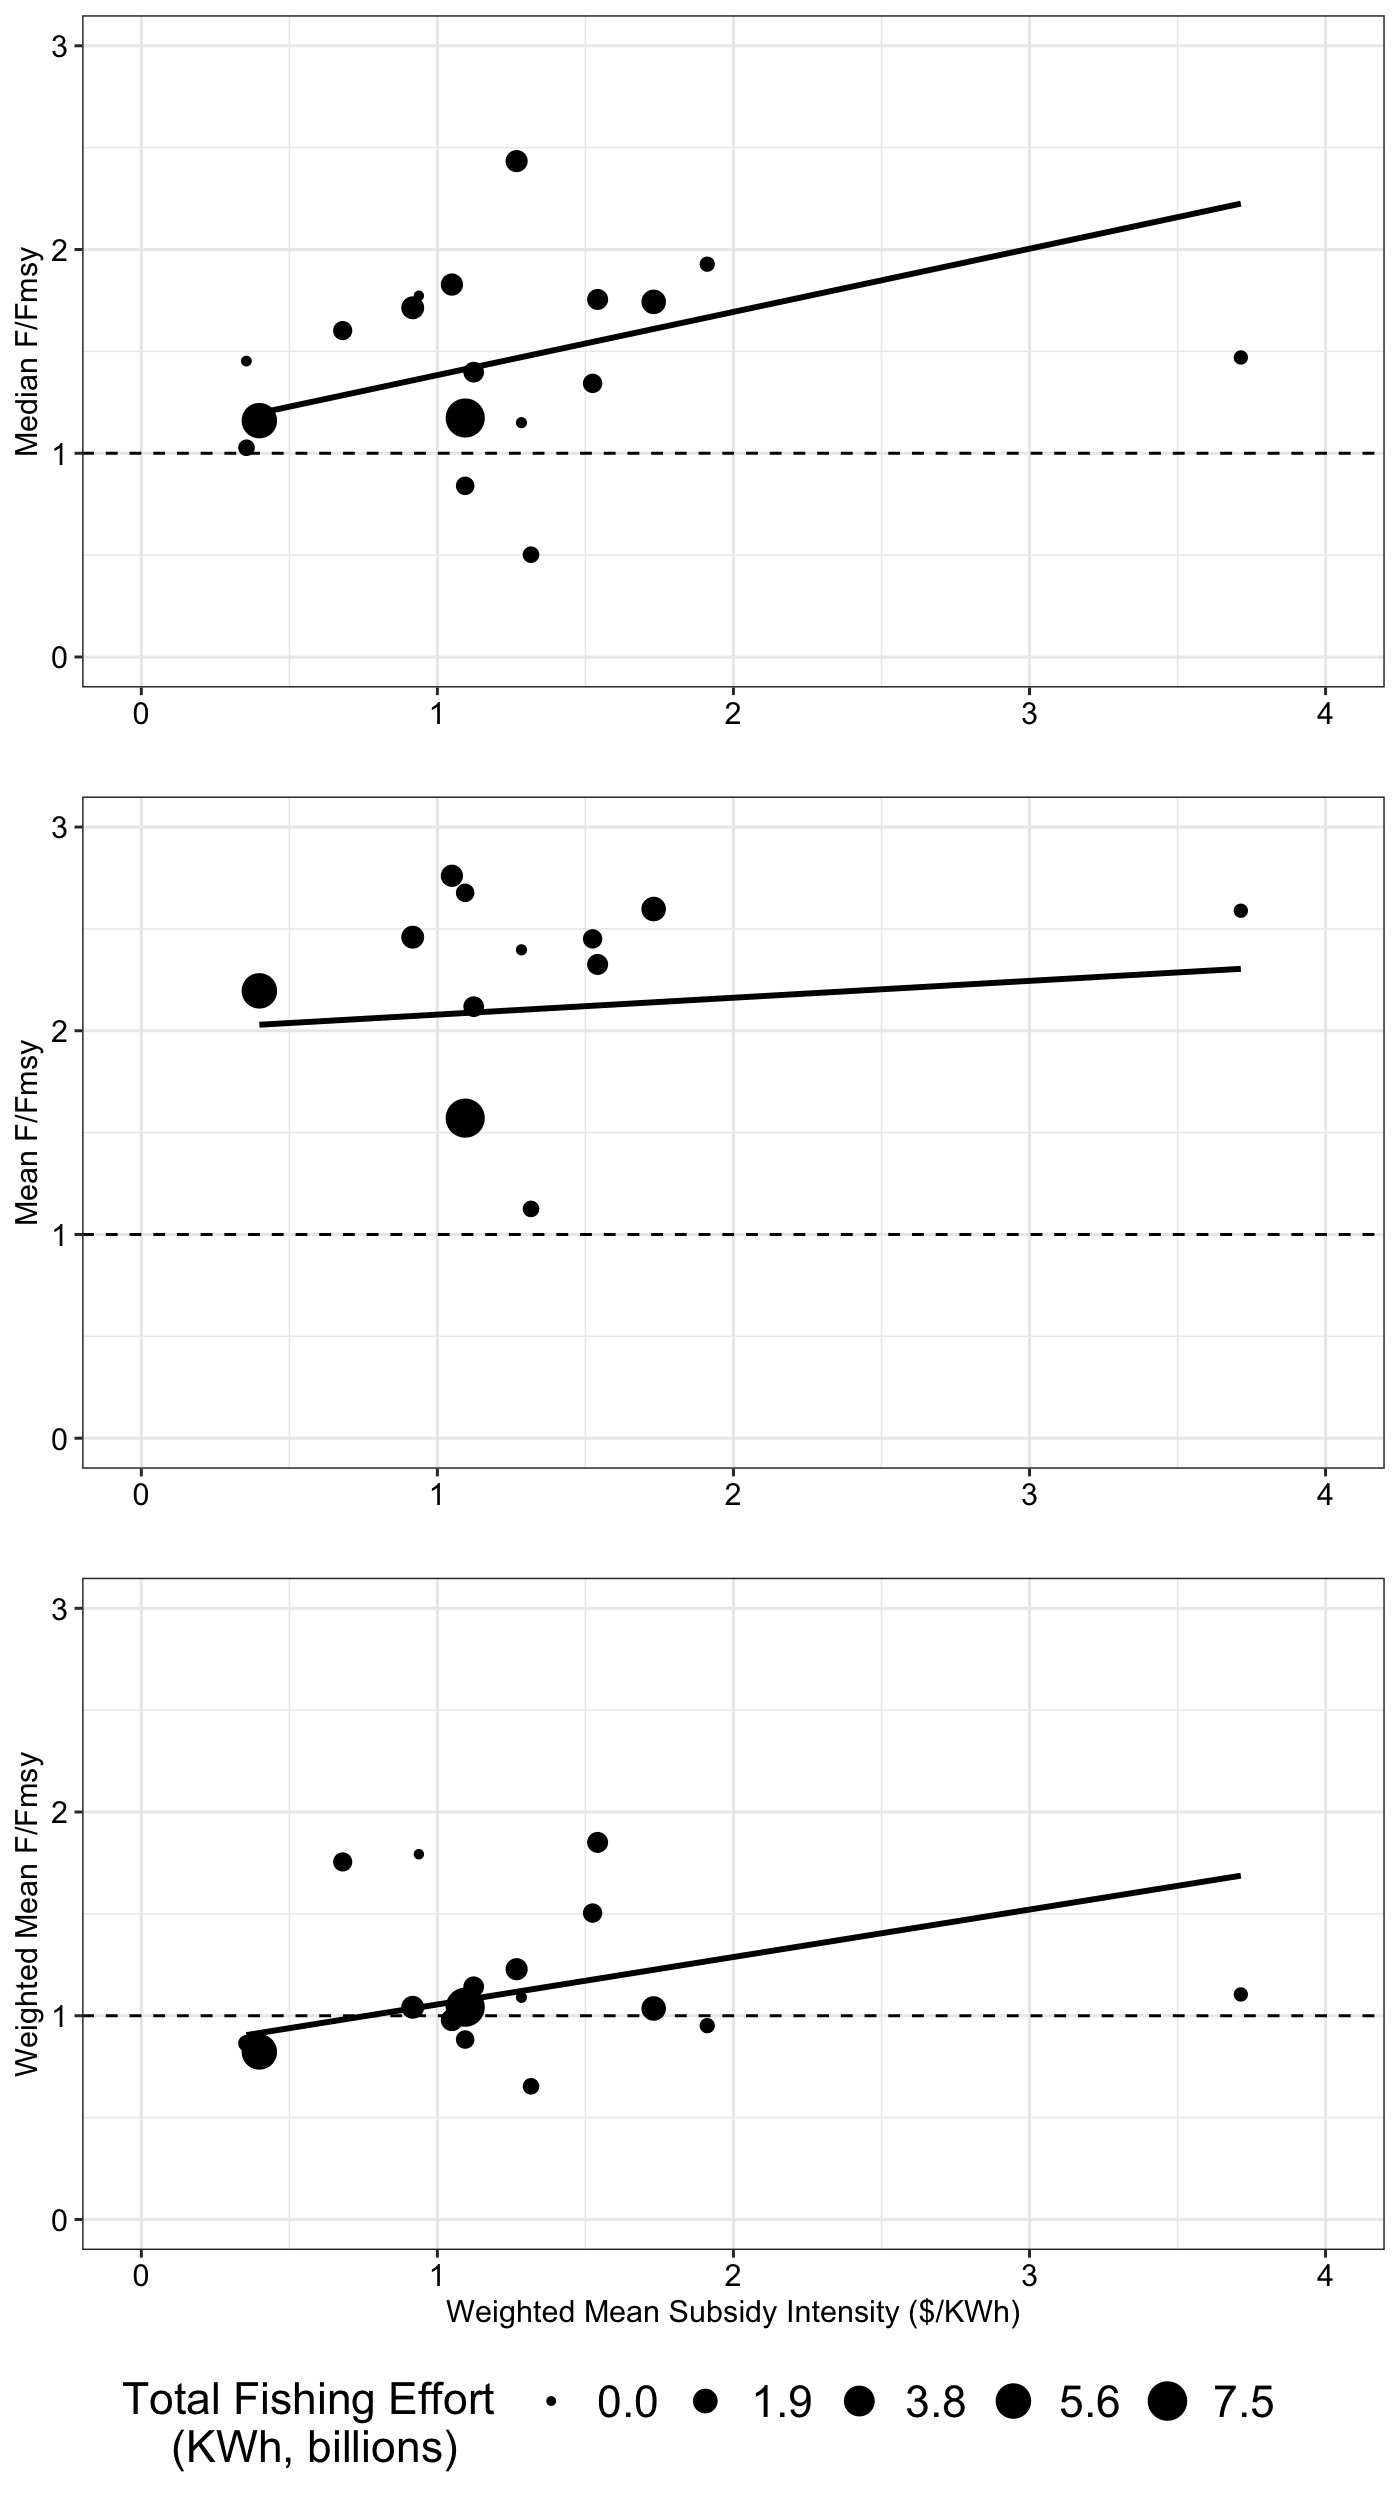 3
2
1
0
Median F/Fmsy
0 1 2 3 4
3
2
1
0
Mean F/Fmsy
0 1 2 3 4
3
2
1
0
Weighted Mean F/Fmsy
0 1 2 3 4
Weighted Mean Subsidy Intensity ($/KWh)
Total Fishing Effort
(KWh, billions)
0.0 1.9 3.8 5.6 7.5